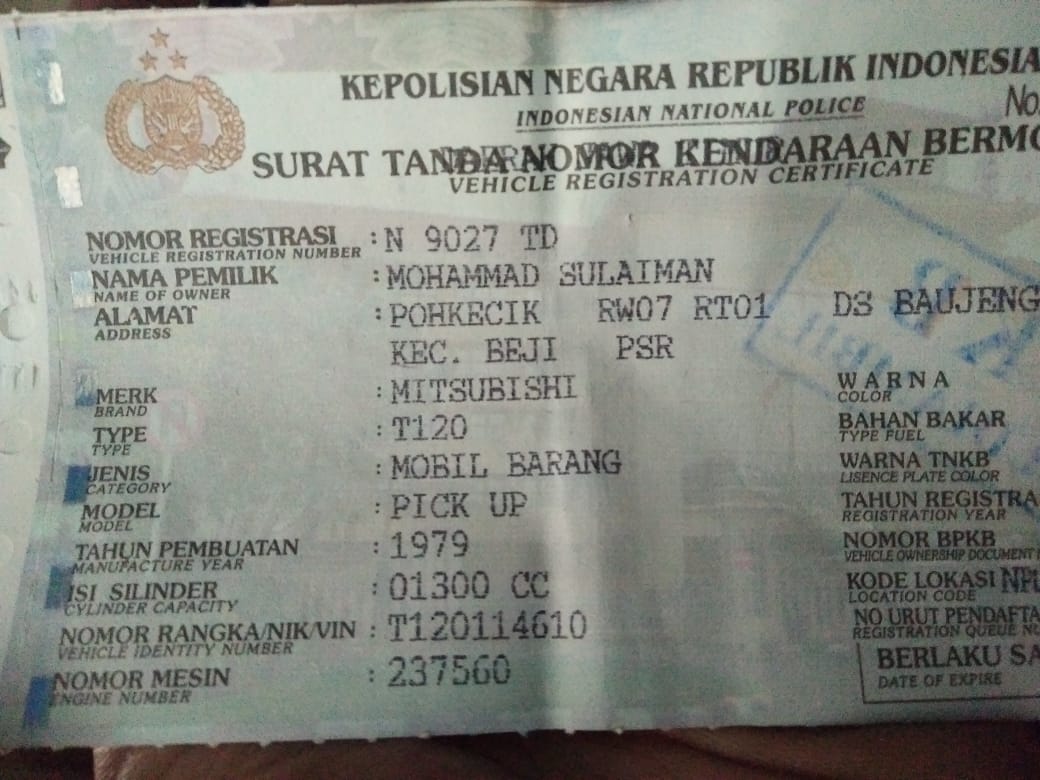 KEPOLISIAN NEGARA REPUBLIK INDONESIA
INDONESIAN NATIONAL POLICE
No.
SURAT TANDA NOMOR KENDARAAN BERMO
VEHICLE REGISTRATION CERTIFICATE
NOMOR REGISTRASI : N 9027 TD
VEHICLE REGISTRATION NUMBER
NAMA PEMILIK : MOHAMMAD SULAIMAN
NAME OF OWNER
ALAMAT : POHKECIK RW07 RT01 DS BAUJENG
ADDRESS
KEC. BEJI PSR
MERK : MITSUBISHI
BRAND
TYPE : T120
TYPE
JENIS : MOBIL BARANG
CATEGORY
MODEL : PICK UP
MODEL
TAHUN PEMBUATAN : 1979
MANUFACTURE YEAR
ISI SILINDER : 01300 CC
CYLINDER CAPACITY
NOMOR RANGKA/NIK/VIN : T120114610
VEHICLE IDENTITY NUMBER
NOMOR MESIN : 237560
ENGINE NUMBER
WARNA
COLOR
BAHAN BAKAR
TYPE FUEL
WARNA TNKB
LISENCE PLATE COLOR
TAHUN REGISTRA
REGISTRATION YEAR
NOMOR BPKB
VEHICLE OWNERSHIP DOCUMENT
KODE LOKASI
LOCATION CODE
NO URUT PENDAFTA
REGISTRATION QUEUE NU
BERLAKU SA
DATE OF EXPIRE